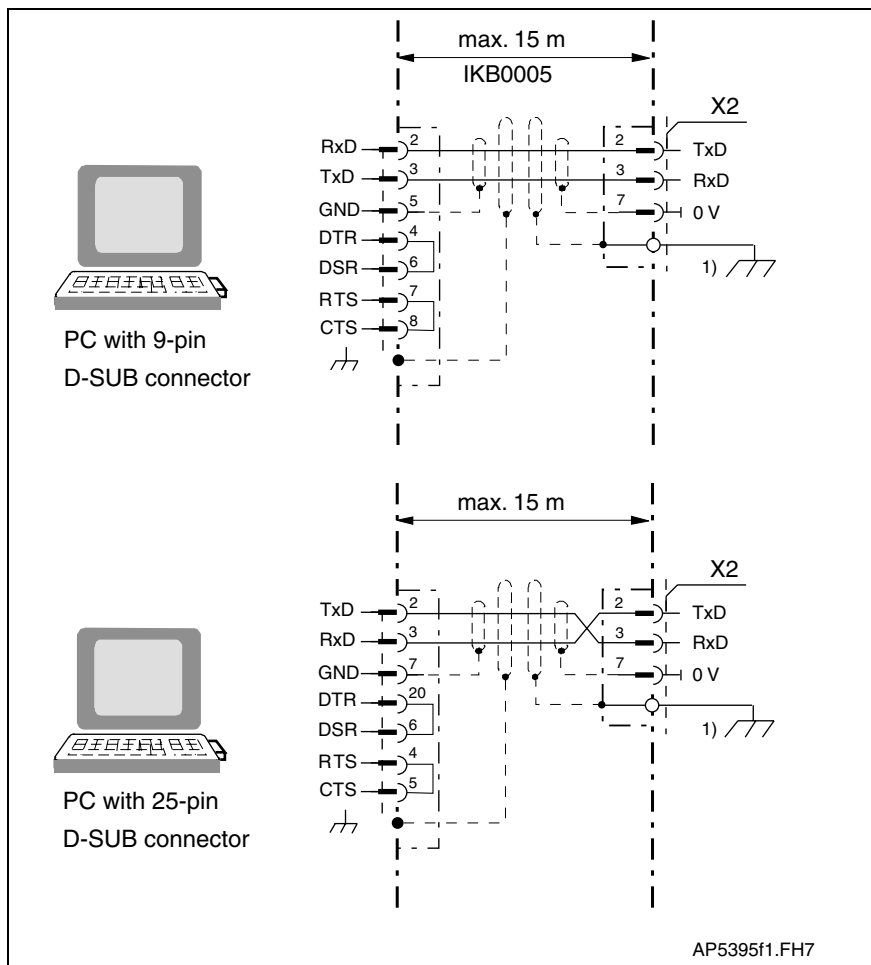 max. 15 m
IKB0005
X2
RxD 2 2 TxD
TxD 3 3 RxD
GND 5 7 0 V
DTR 4
DSR 6 1)
RTS 7
CTS 8
PC with 9-pin
D-SUB connector
max. 15 m
X2
TxD 2 2 TxD
RxD 3 3 RxD
GND 7 7 0 V
DTR 20
DSR 6 1)
RTS 4
CTS 5
PC with 25-pin
D-SUB connector
AP5395f1.FH7